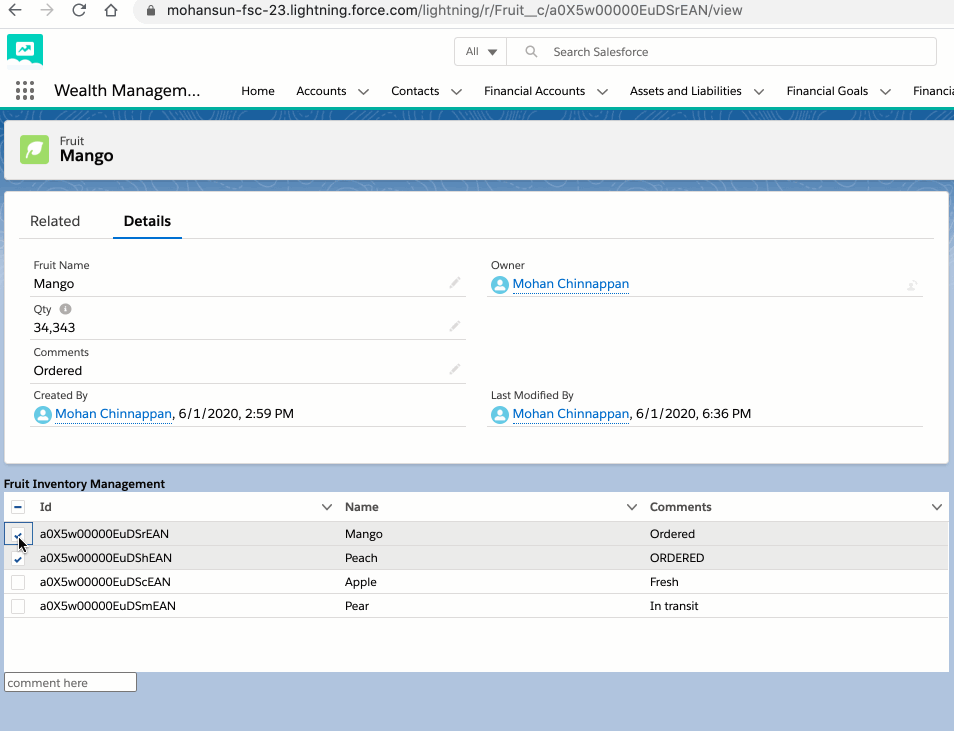 mohansun-fsc-23.lightning.force.com/lightning/r/Fruit__c/a0X5w00000EuDSrEAN/view
All Search Salesforce
Wealth Managem... Home Accounts Contacts Financial Accounts Assets and Liabilities Financial Goals Financia
Fruit
Mango
Related Details
Fruit Name Owner
Mango Mohan Chinnappan
Qty
34,343
Comments
Ordered
Created By Last Modified By
Mohan Chinnappan, 6/1/2020, 2:59 PM Mohan Chinnappan, 6/1/2020, 6:36 PM
Fruit Inventory Management
Id Name Comments
a0X5w00000EuDSrEAN Mango Ordered
a0X5w00000EuDShEAN Peach ORDERED
a0X5w00000EuDScEAN Apple Fresh
a0X5w00000EuDSmEAN Pear In transit
comment here